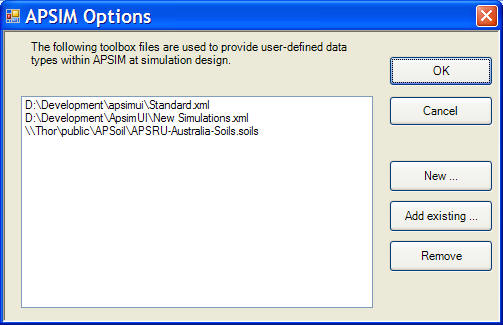 APSIM Options
The following toolbox files are used to provide user-defined data
types within APSIM at simulation design.
OK
D:\Development\apsimui\Standard.xml
D:\Development\ApsimUI\New Simulations.xml
\\Thor\public\APSoil\APSRU-Australia-Soils.soils
Cancel
New ...
Add existing ...
Remove